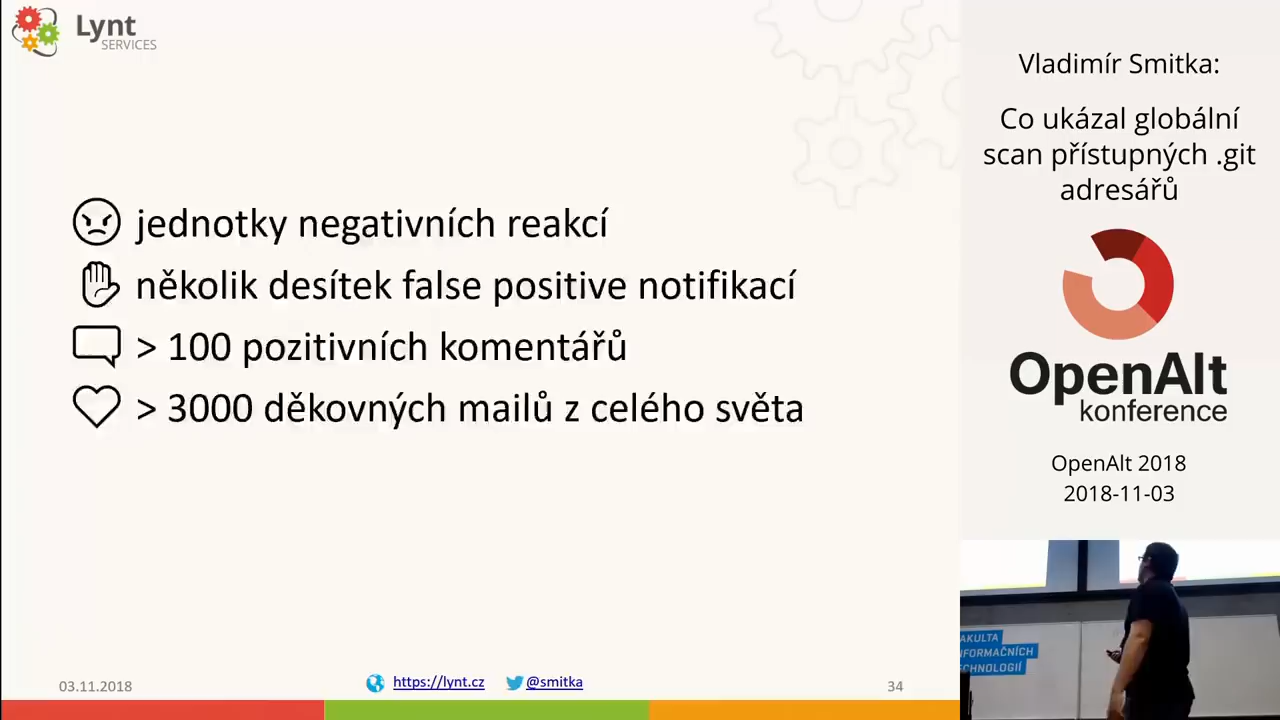 Lynt
SERVICES
jednotky negativních reakcí
několik desítek false positive notifikací
> 100 pozitivních komentářů
> 3000 děkovných mailů z celého světa
03.11.2018
https://lynt.cz
@smitka
34
Vladimír Smitka:
Co ukázal globální
scan přístupných .git
adresářů
OpenAlt
konference
OpenAlt 2018
2018-11-03
AKULTA
NFORMAČNÍCH
ECHNOLOGIÍ